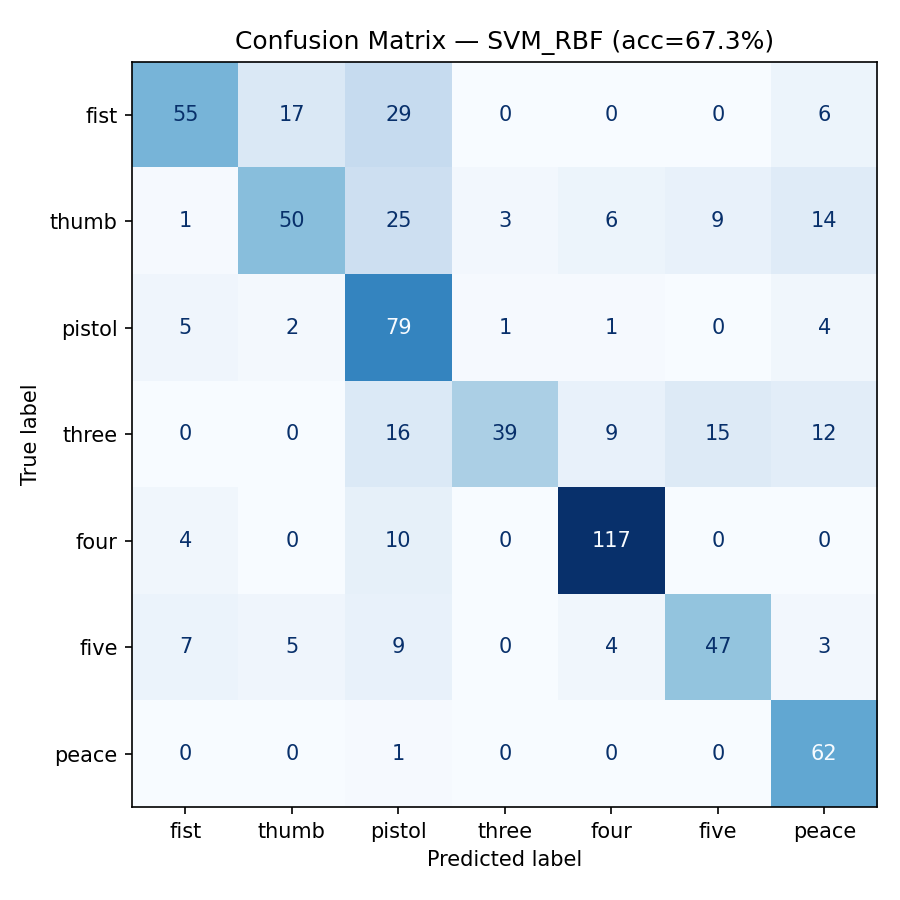 Confusion Matrix — SVM_RBF (acc=67.3%)
fist 55 17 29 0 0 0 6
thumb 1 50 25 3 6 9 14
pistol 5 2 79 1 1 0 4
three 0 0 16 39 9 15 12
four 4 0 10 0 117 0 0
five 7 5 9 0 4 47 3
peace 0 0 1 0 0 0 62
True label
fist thumb pistol three four five peace
Predicted label